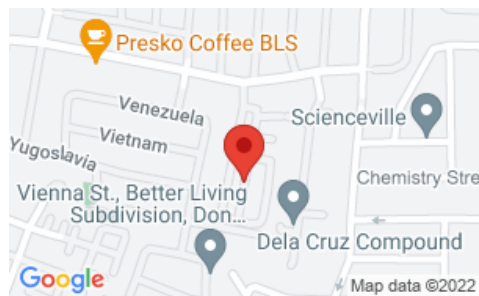 Presko Coffee BLS
Venezuela
Scienceville
Vietnam
Yugoslavia
Chemistry Stre
Vienna St., Better Living
Subdivision, Don...
Dela Cruz Compound
Google
Map data ©2022